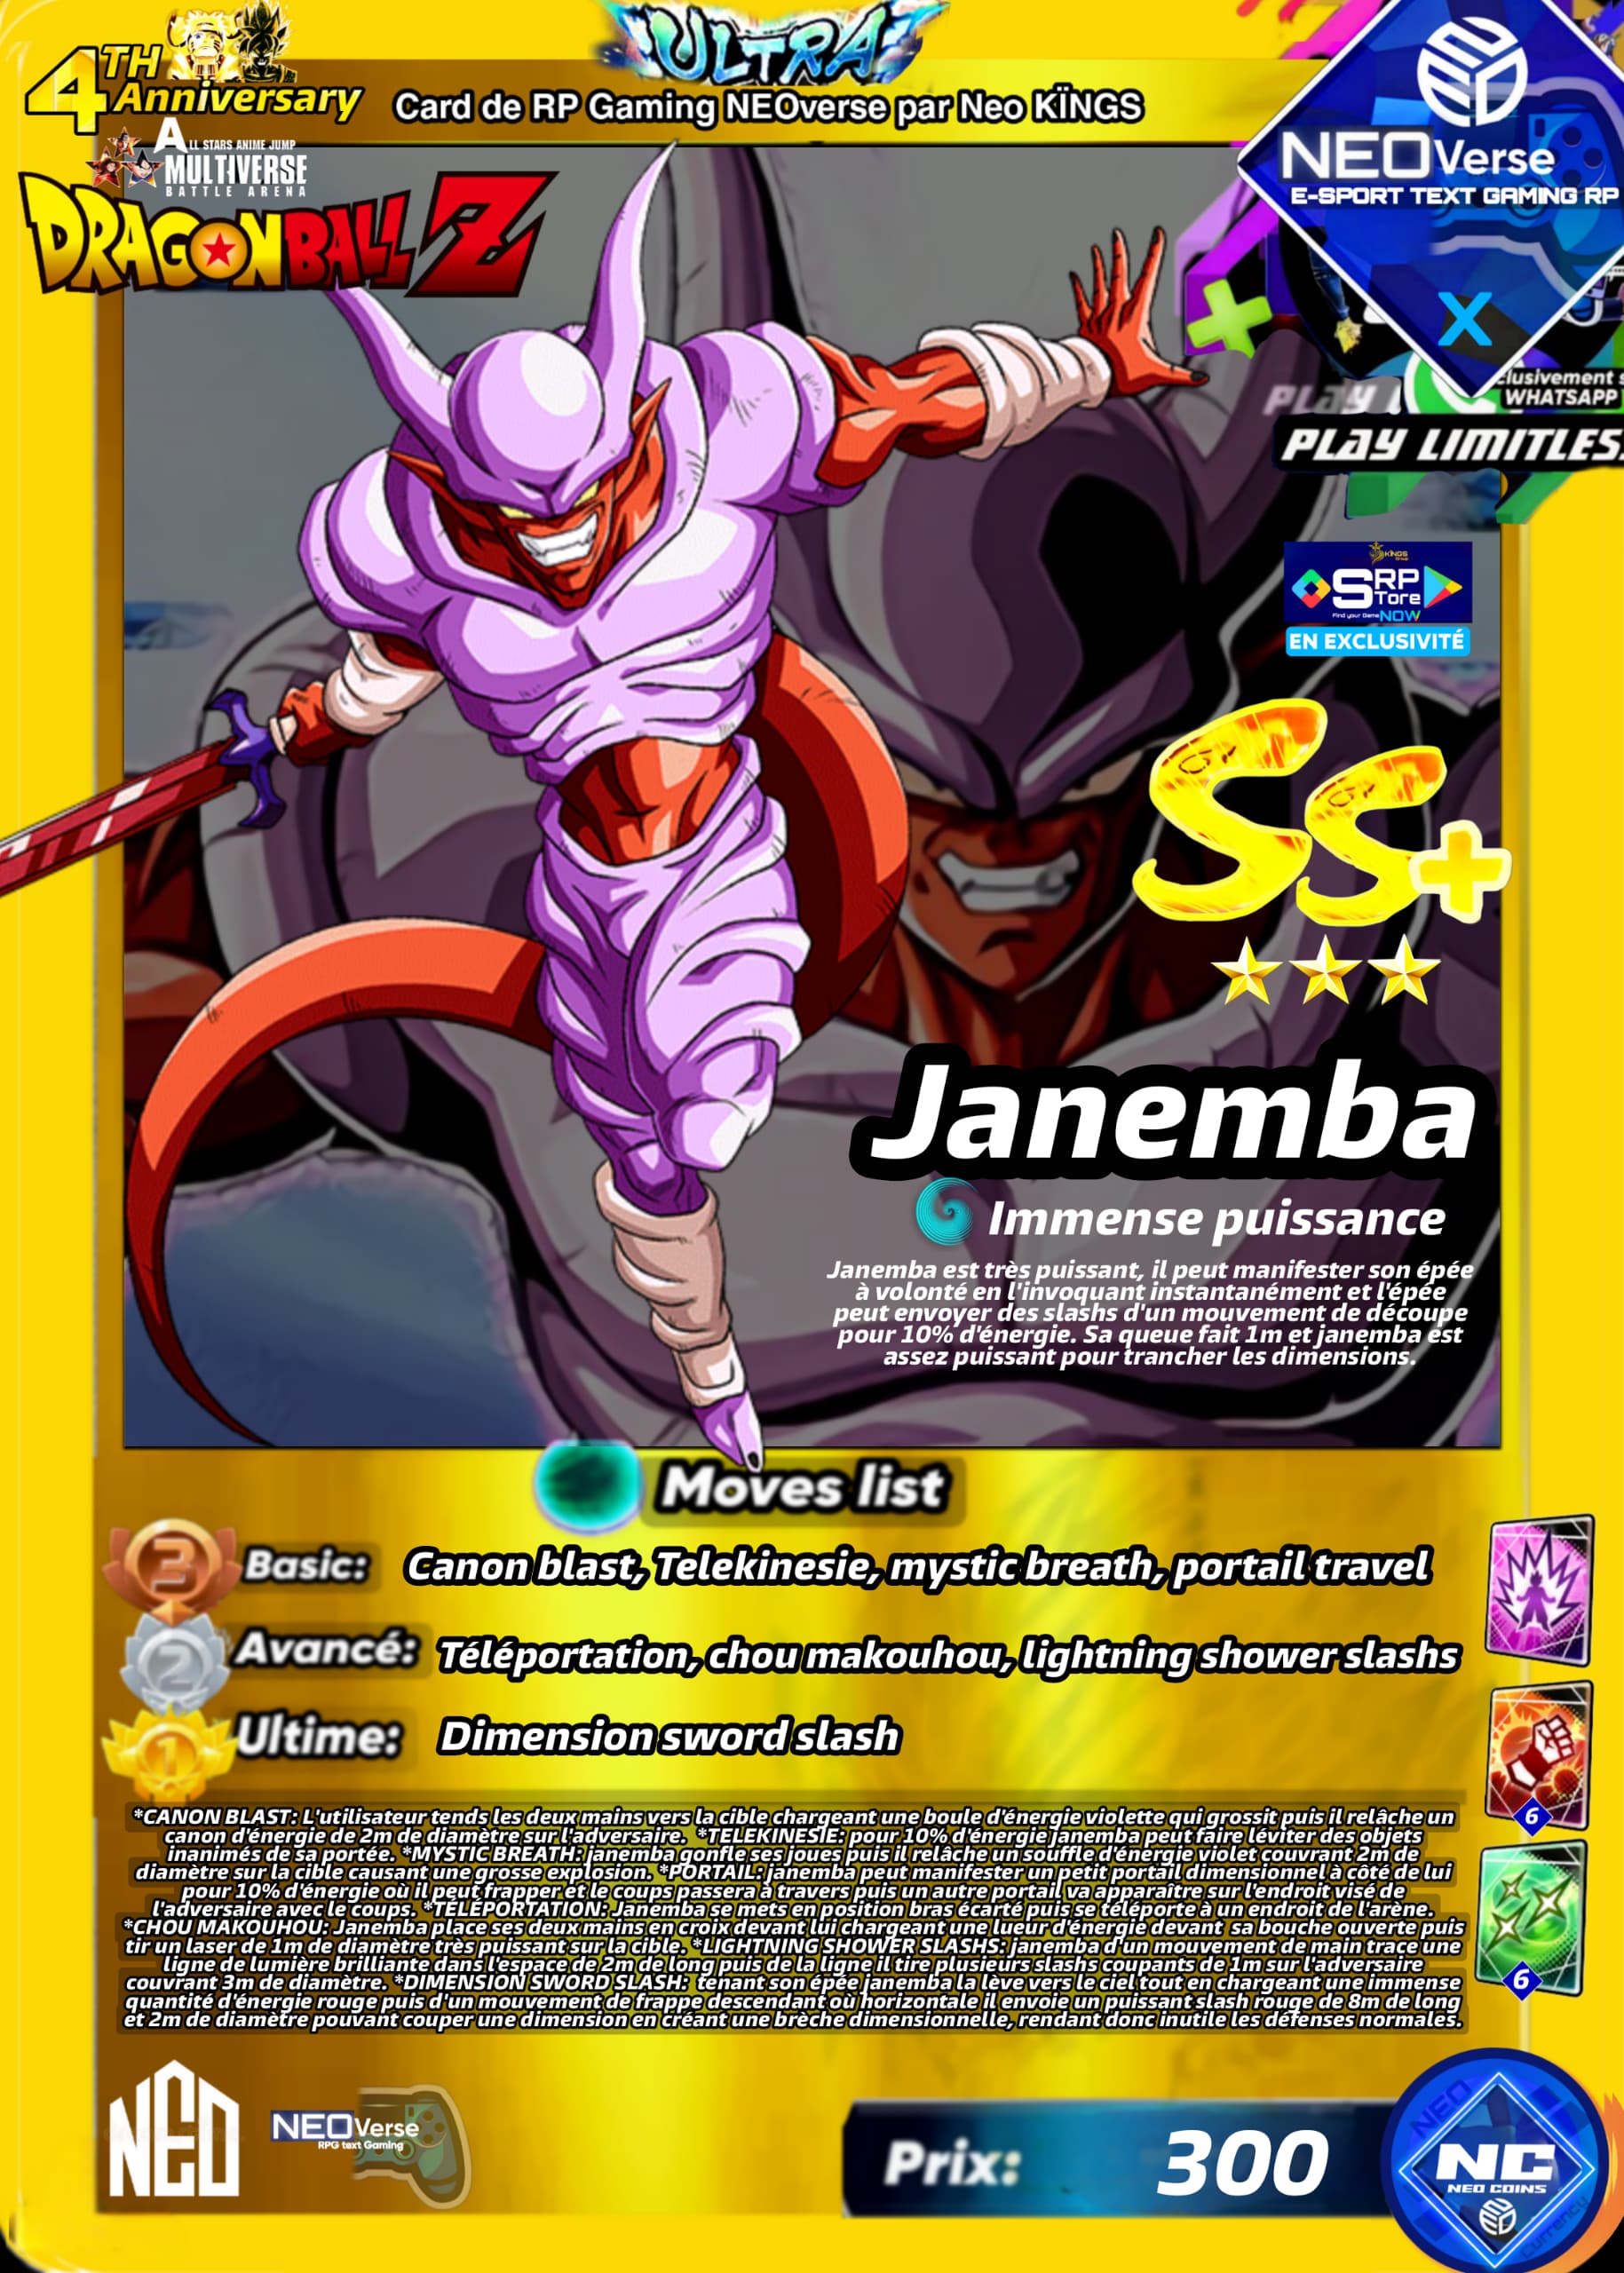 ULTRA
4TH
Anniversary
Card de RP Gaming NEOverse par Neo KÏNGS
ALL STARS ANIME JUMP
MULTIVERSE
BATTLE ARENA
DRAGONBALL Z
NEOVerse
E-SPORT TEXT GAMING RP
X
clusivement s
WHATSAPP
PLAY
PLAY LIMITLES
KiNGS
SRP
Tore
Find your Game NOW
EN EXCLUSIVITÉ
SS+
Janemba
Immense puissance
Janemba est très puissant, il peut manifester son épée
à volonté en l'invoquant instantanément et l'épée
peut envoyer des slashs d'un mouvement de découpe
pour 10% d'énergie. Sa queue fait 1m et janemba est
assez puissant pour trancher les dimensions.
Moves list
3 Basic: Canon blast, Telekinesie, mystic breath, portail travel
2 Avancé: Téléportation, chou makouhou, lightning shower slashs
1 Ultime: Dimension sword slash
6
6
*CANON BLAST: L'utilisateur tends les deux mains vers la cible chargeant une boule d'énergie violette qui grossit puis il relâche un
canon d'énergie de 2m de diamètre sur l'adversaire. *TELEKINESIE: pour 10% d'énergie janemba peut faire léviter des objets
inanimés de sa portée. *MYSTIC BREATH: janemba gonfle ses joues puis il relâche un souffle d'énergie violet couvrant 2m de
diamètre sur la cible causant une grosse explosion. *PORTAIL: janemba peut manifester un petit portail dimensionnel à côté de lui
pour 10% d'énergie où il peut frapper et le coups passera à travers puis un autre portail va apparaître sur l'endroit visé de
l'adversaire avec le coups. *TÉLÉPORTATION: Janemba se mets en position bras écarté puis se téléporte à un endroit de l'arène.
*CHOU MAKOUHOU: Janemba place ses deux mains en croix devant lui chargeant une lueur d'énergie devant sa bouche ouverte puis
tir un laser de 1m de diamètre très puissant sur la cible. *LIGHTNING SHOWER SLASHS: janemba d'un mouvement de main trace une
ligne de lumière brillante dans l'espace de 2m de long puis de la ligne il tire plusieurs slashs coupants de 1m sur l'adversaire
couvrant 3m de diamètre. *DIMENSION SWORD SLASH: tenant son épée janemba la lève vers le ciel tout en chargeant une immense
quantité d'énergie rouge puis d'un mouvement de frappe descendant où horizontale il envoie un puissant slash rouge de 8m de long
et 2m de diamètre pouvant couper une dimension en créant une brèche dimensionnelle, rendant donc inutile les défenses normales.
NEO
NEOVerse
RPG text Gaming
Prix: 300
NEO
NC
NEO COINS
Currency